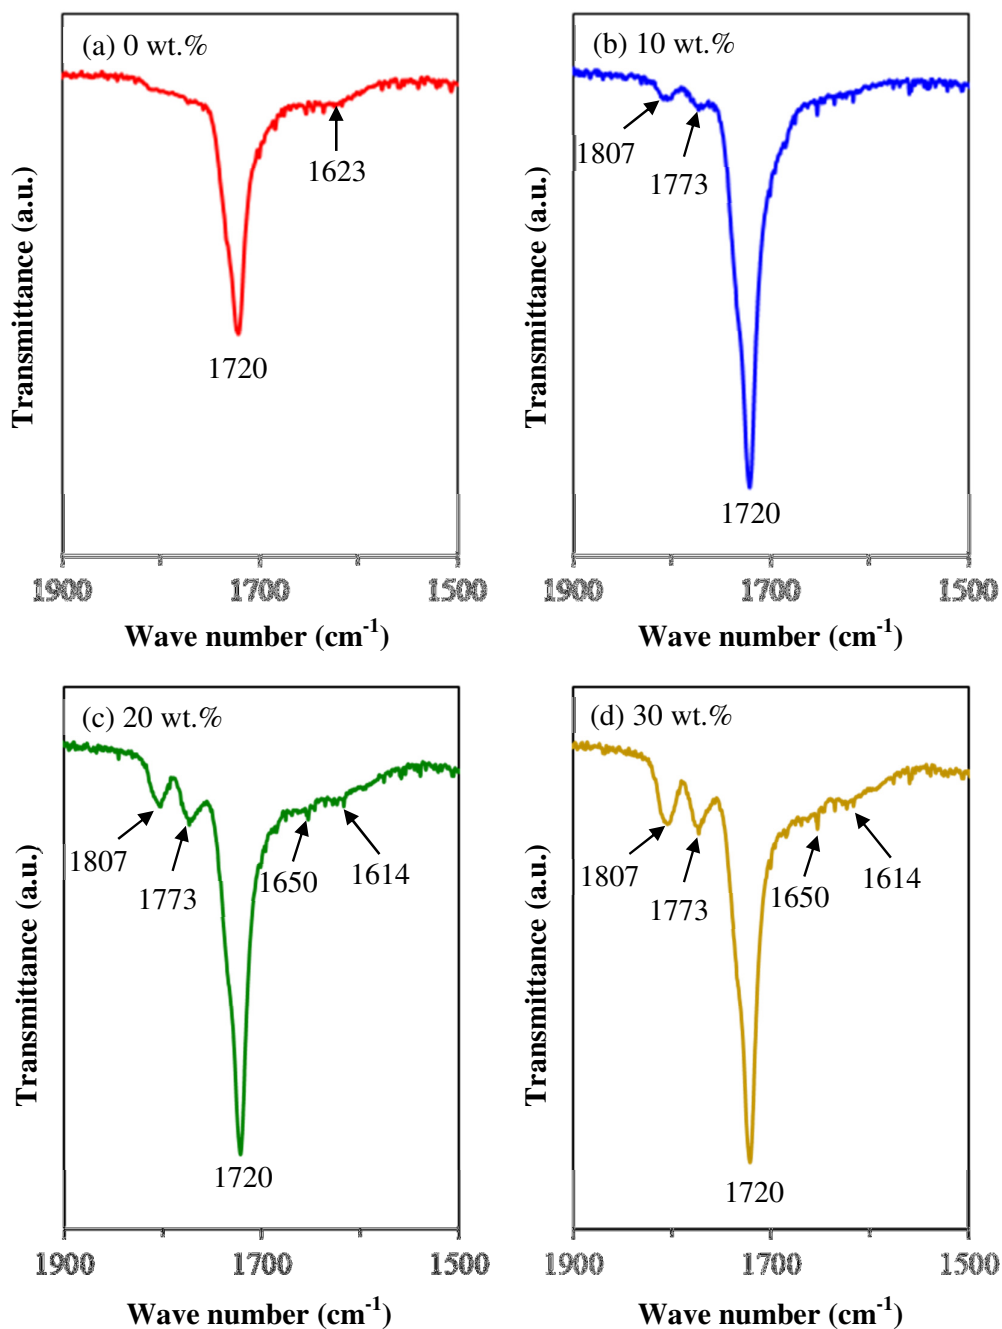 (a) 0 wt.%
Transmittance (a.u.)
1623
1720
1900 1700 1500
Wave number (cm⁻¹)
(b) 10 wt.%
Transmittance (a.u.)
1807
1773
1720
1900 1700 1500
Wave number (cm⁻¹)
(c) 20 wt.%
Transmittance (a.u.)
1807
1773
1650
1614
1720
1900 1700 1500
Wave number (cm⁻¹)
(d) 30 wt.%
Transmittance (a.u.)
1807
1773
1650
1614
1720
1900 1700 1500
Wave number (cm⁻¹)